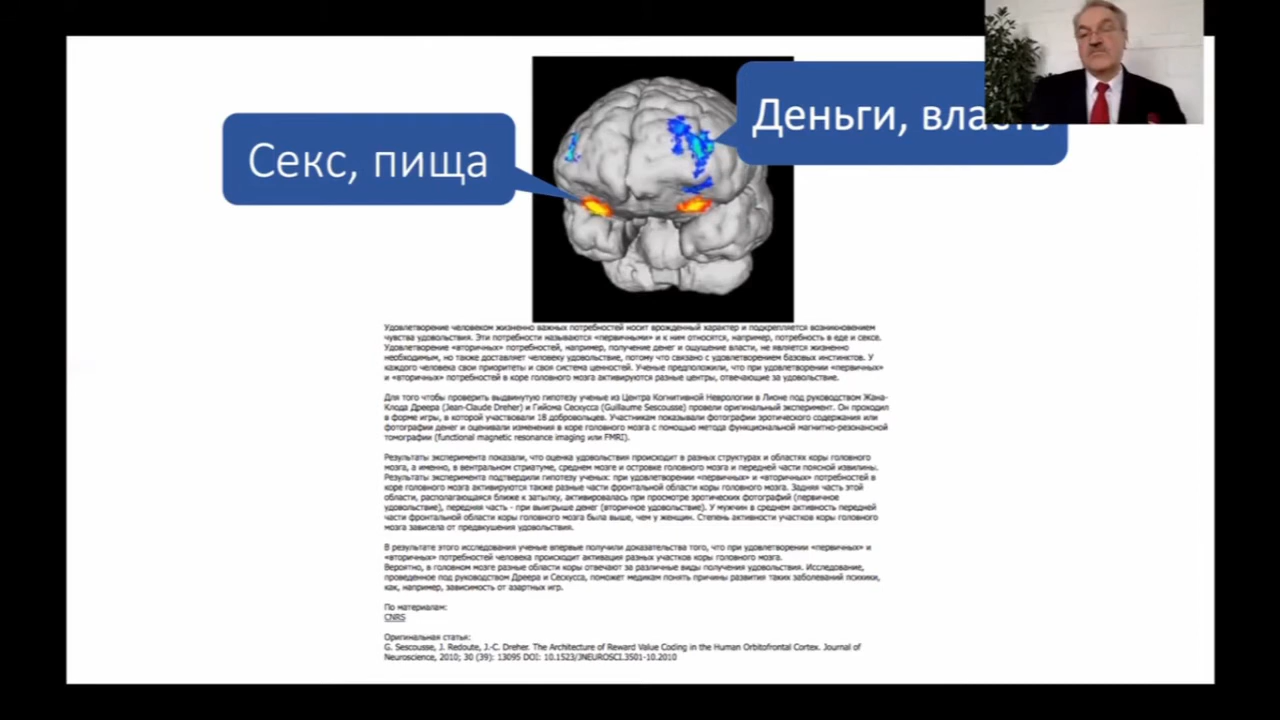 Секс, пища
Деньги, власть
Удовлетворение человеком жизненно важных потребностей носит врожденный характер и подкрепляется возникновением
чувства удовольствия. Эти потребности называются «первичными» и к ним относятся, например, потребность в еде и сексе.
Удовлетворение «вторичных» потребностей, например, получение денег и ощущение власти, не является жизненно
необходимым, но также доставляет человеку удовольствие, потому что связано с удовлетворением базовых инстинктов. У
каждого человека свои приоритеты и своя система ценностей. Ученые предположили, что при удовлетворении «первичных»
и «вторичных» потребностей в коре головного мозга активируются разные центры, отвечающие за удовольствие.
Для того чтобы проверить выдвинутую гипотезу ученые из Центра Когнитивной Неврологии в Лионе под руководством Жана-
Клода Дреера (Jean-Claude Dreher) и Гийома Сескусса (Guillaume Sescousse) провели оригинальный эксперимент. Он проходил
в форме игры, в которой участвовали 18 добровольцев. Участникам показывали фотографии эротического содержания или
фотографии денег и оценивали изменения в коре головного мозга с помощью метода функциональной магнитно-резонансной
томографии (functional magnetic resonance imaging или FMRI).
Результаты эксперимента показали, что оценка удовольствия происходит в разных структурах и областях коры головного
мозга, а именно, в вентральном стриатуме, среднем мозге и островке головного мозга и передней части поясной извилины.
Результаты эксперимента подтвердили гипотезу ученых: при удовлетворении «первичных» и «вторичных» потребностей в
коре головного мозга активируются также разные части фронтальной области коры головного мозга. Задняя часть этой
области, располагающаяся ближе к затылку, активировалась при просмотре эротических фотографий (первичное
удовольствие), передняя часть - при выигрыше денег (вторичное удовольствие). У мужчин в среднем активность передней
части фронтальной области коры головного мозга была выше, чем у женщин. Степень активности участков коры головного
мозга зависела от предвкушения удовольствия.
В результате этого исследования ученые впервые получили доказательства того, что при удовлетворении «первичных» и
«вторичных» потребностей человека происходит активация разных участков коры головного мозга.
Вероятно, в головном мозге разные области коры отвечают за различные виды получения удовольствия. Исследование,
проведенное под руководством Дреера и Сескусса, поможет медикам понять причины развития таких заболеваний психики,
как, например, зависимость от азартных игр.
По материалам:
CNRS
Оригинальная статья:
G. Sescousse, J. Redoute, J.-C. Dreher. The Architecture of Reward Value Coding in the Human Orbitofrontal Cortex. Journal of
Neuroscience, 2010; 30 (39): 13095 DOI: 10.1523/JNEUROSCI.3501-10.2010